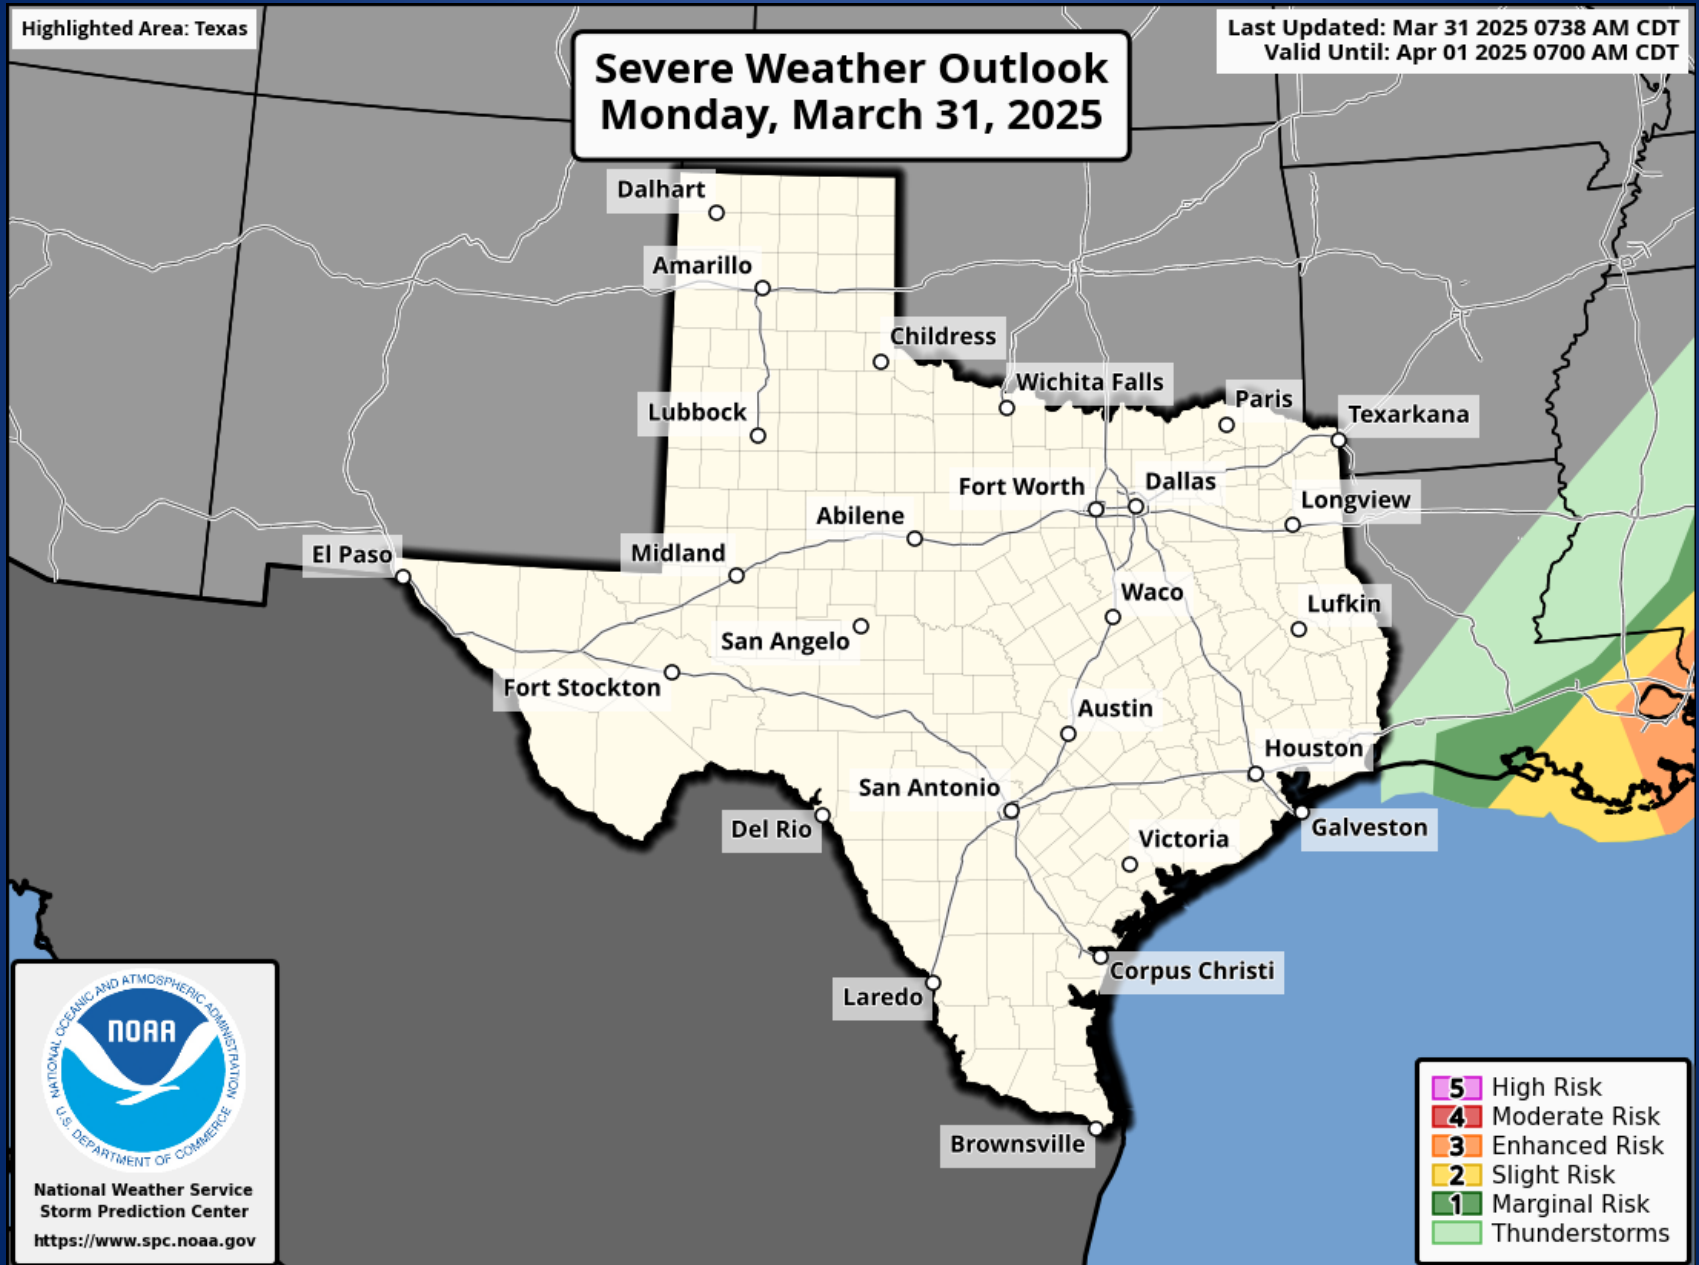 Highlighted Area: Texas
Severe Weather Outlook
Monday, March 31, 2025
Last Updated: Mar 31 2025 0738 AM CDT
Valid Until: Apr 01 2025 0700 AM CDT
Dalhart
Amarillo
Childress
Wichita Falls
Paris
Texarkana
Lubbock
Fort Worth
Dallas
Longview
Abilene
El Paso
Midland
Waco
Lufkin
San Angelo
Fort Stockton
Austin
Houston
San Antonio
Del Rio
Galveston
Victoria
Corpus Christi
Laredo
Brownsville
NATIONAL OCEANIC AND ATMOSPHERIC ADMINISTRATION
NOAA
U.S. DEPARTMENT OF COMMERCE
National Weather Service
Storm Prediction Center
https://www.spc.noaa.gov
5 High Risk
4 Moderate Risk
3 Enhanced Risk
2 Slight Risk
1 Marginal Risk
Thunderstorms